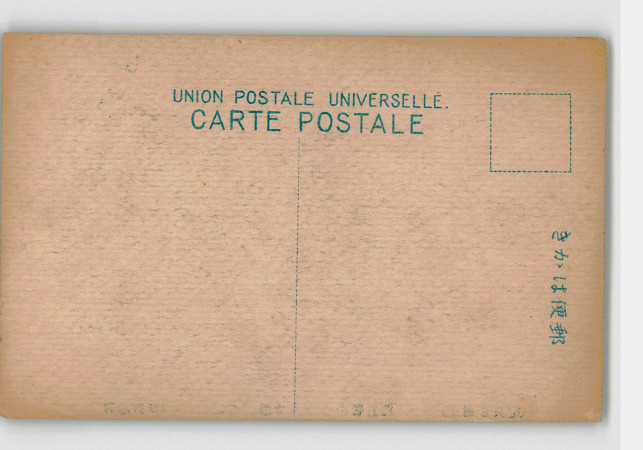 UNION POSTALE UNIVERSELLE.
CARTE POSTALE
郵便はかき